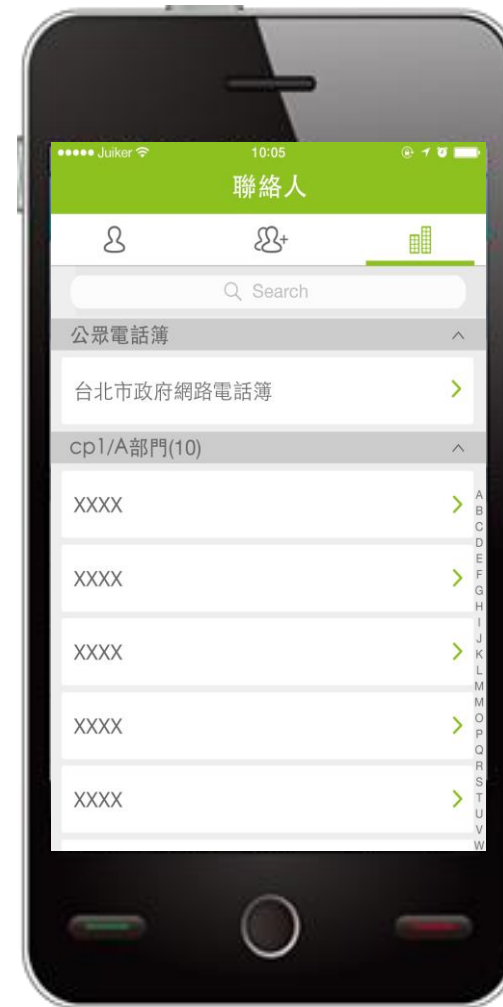 Juiker 10:05
聯絡人
Search
公眾電話簿
台北市政府網路電話簿
cp1/A部門(10)
XXXX
XXXX
XXXX
XXXX
XXXX
A
B
C
D
E
F
G
H
I
J
K
L
M
M
O
P
Q
R
S
T
U
V
W